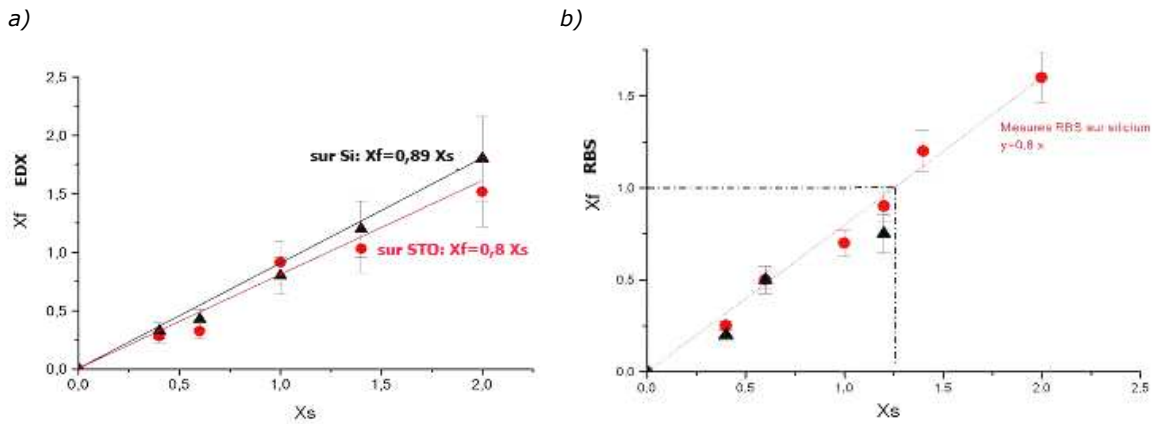 a)
b)
2,5
2,0
1,5
1,0
0,5
0,0
Xf EDX
sur Si: Xf=0,89 Xs
sur STO: Xf=0,8 Xs
0,0 0,5 1,0 1,5 2,0
Xs
1.5
1.0
0.5
0.0
Xf RBS
Mesures RBS sur silicium
y=0,8 x
0.0 0.5 1.0 1.5 2.0 2.5
Xs